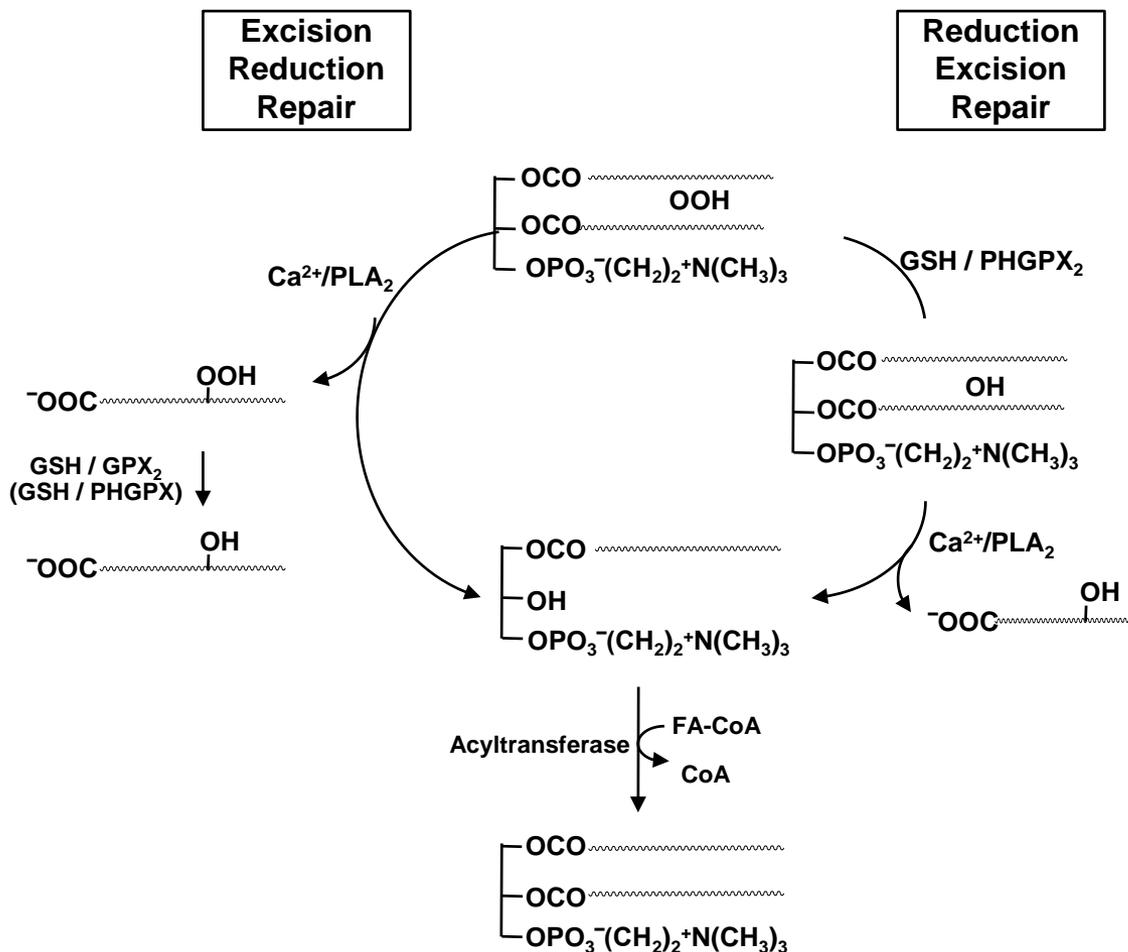 Excision
Reduction
Repair
Reduction
Excision
Repair
OCO
OOH
OCO
OPO₃⁻(CH₂)₂⁺N(CH₃)₃
Ca²⁺/PLA₂
GSH / PHGPX₂
OCO
OH
OCO
OPO₃⁻(CH₂)₂⁺N(CH₃)₃
OOH
⁻OOC
GSH / GPX₂
(GSH / PHGPX)
OH
⁻OOC
OCO
OH
OPO₃⁻(CH₂)₂⁺N(CH₃)₃
Ca²⁺/PLA₂
OH
⁻OOC
Acyltransferase
FA-CoA
CoA
OCO
OCO
OPO₃⁻(CH₂)₂⁺N(CH₃)₃